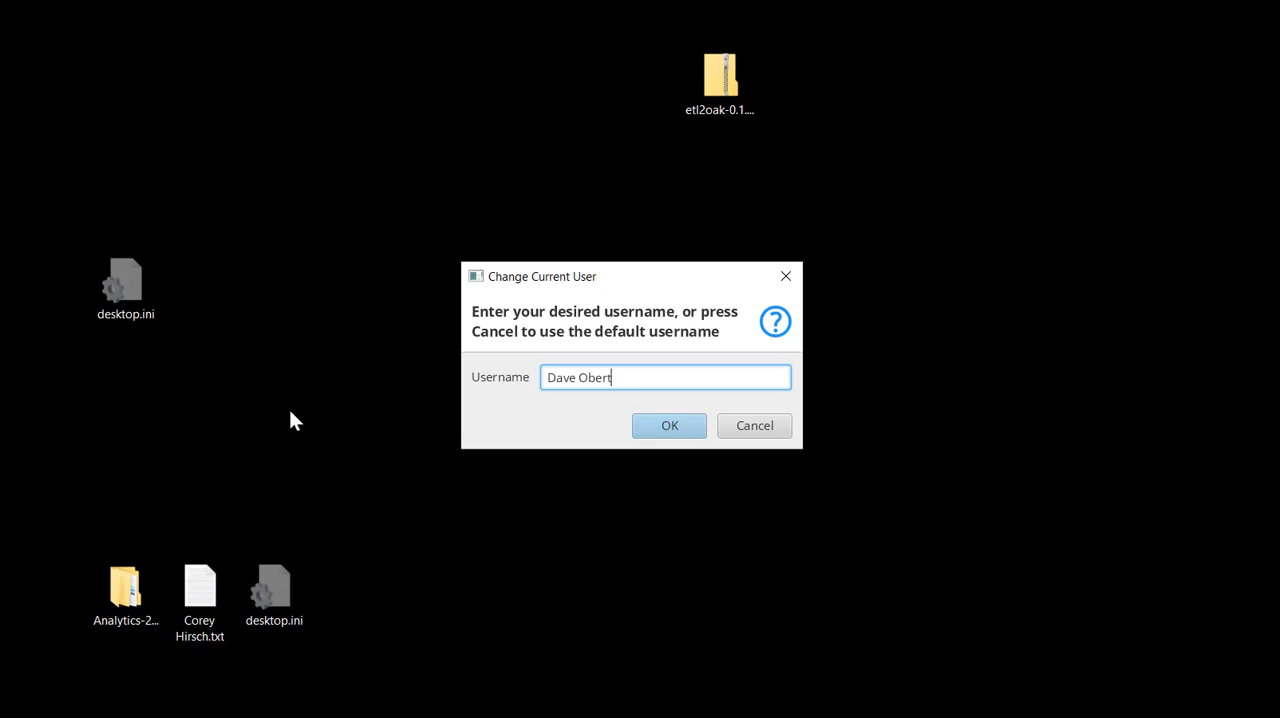 etl2oak-0.1....
desktop.ini
Change Current User
Enter your desired username, or press
Cancel to use the default username
Username
Dave Obert
OK
Cancel
Analytics-2...
Corey
Hirsch.txt
desktop.ini